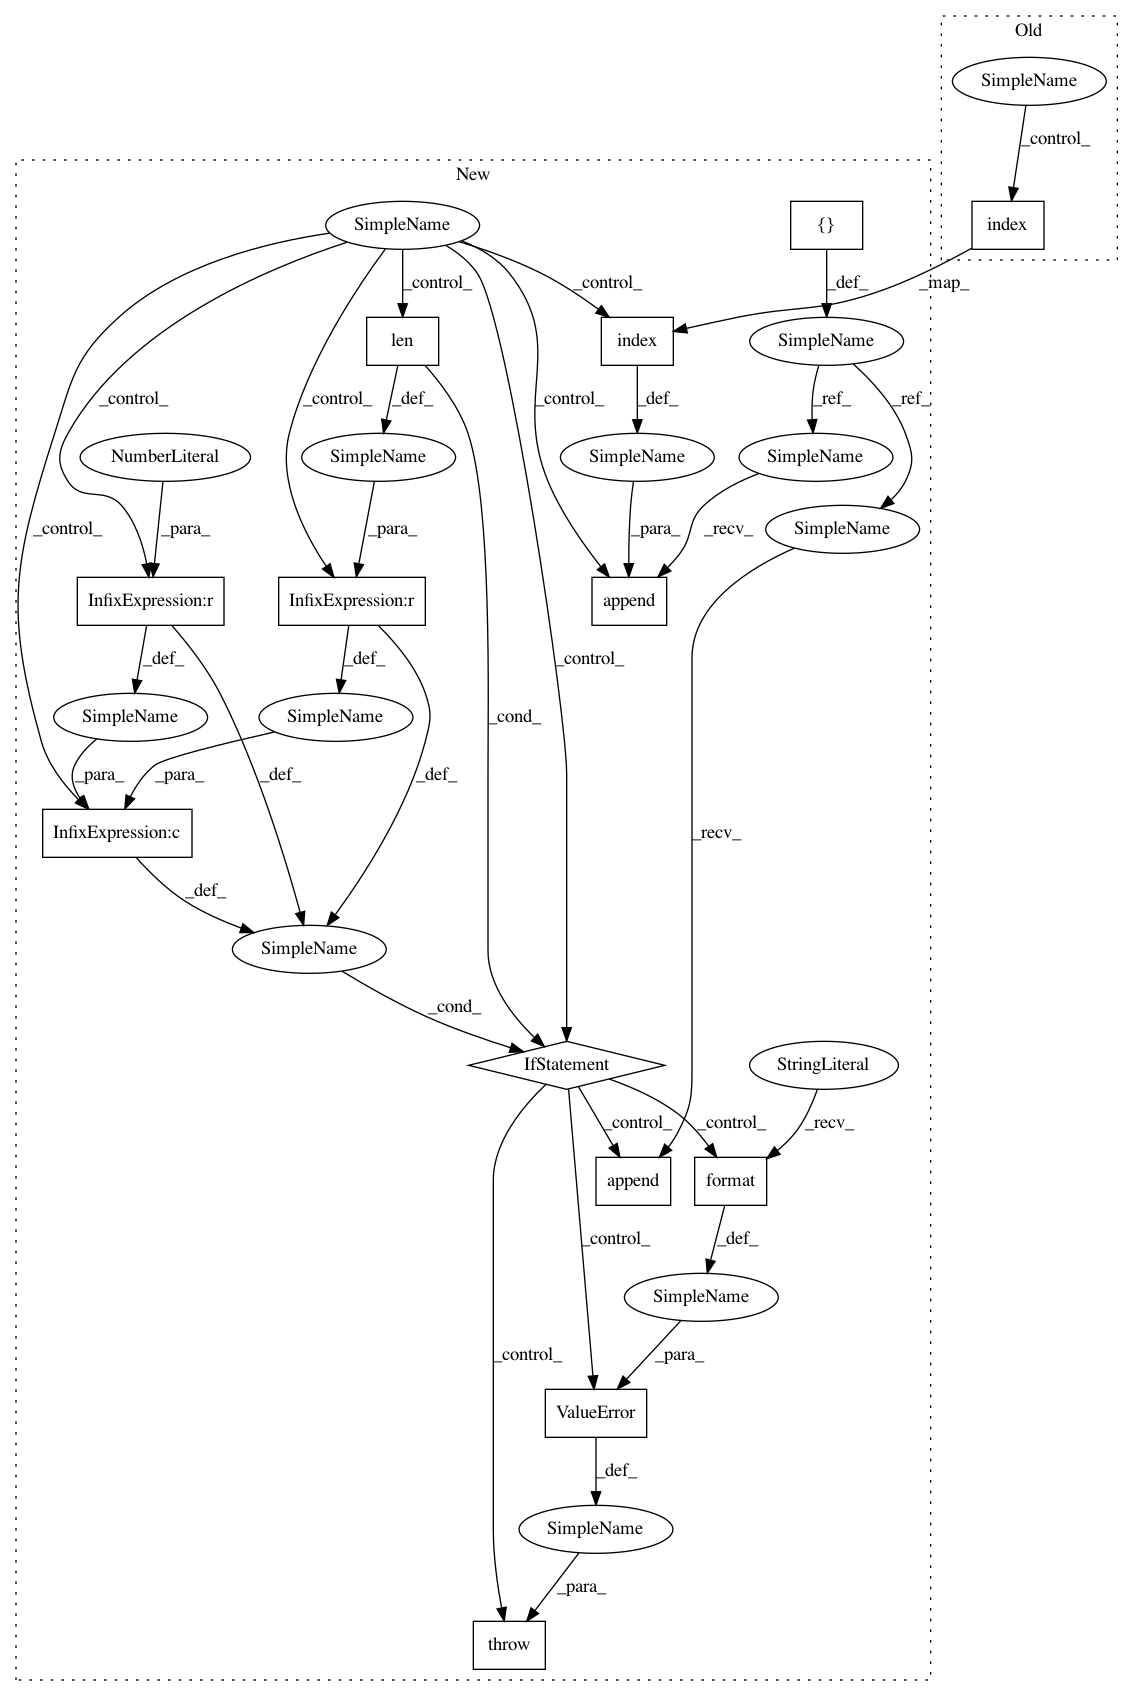 Old
SimpleName
_control_
New
SimpleName
{}
index
_control_
_control_
_def_
_map_
len
index
SimpleName
_control_
_control_
_def_
_control_
_def_
_ref_
_ref_
NumberLiteral
SimpleName
SimpleName
SimpleName
_control_
_para_
_para_
_para_
_recv_
SimpleName
InfixExpression:r
InfixExpression:r
append
_def_
_def_
_control_
SimpleName
SimpleName
_cond_
_para_
_para_
_def_
_def_
InfixExpression:c
_recv_
_def_
SimpleName
_cond_
IfStatement
StringLiteral
_control_
_control_
_recv_
append
format
_control_
_def_
SimpleName
_control_
_para_
ValueError
_def_
SimpleName
_para_
throw